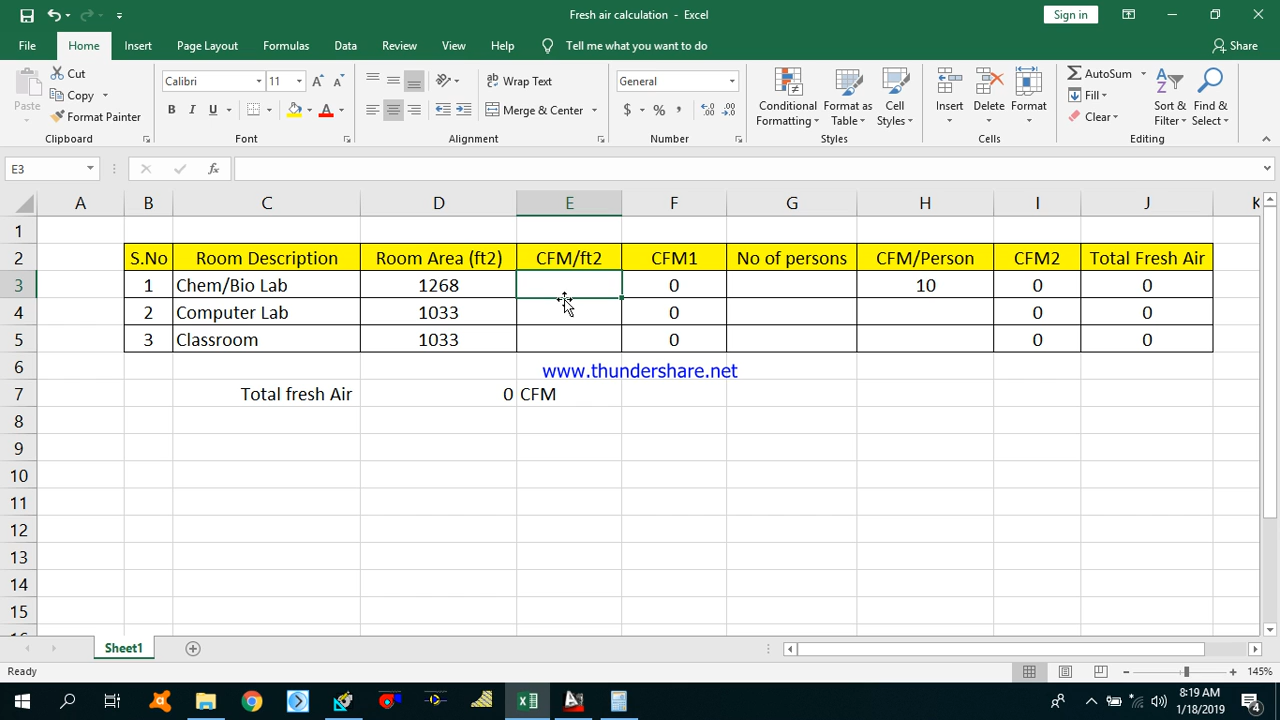 Fresh air calculation - Excel
Sign in
File Home Insert Page Layout Formulas Data Review View Help Tell me what you want to do Share
Paste Cut Copy Format Painter Clipboard
Calibri 11 A A B I U A Font
Wrap Text Merge & Center Alignment
General $ % , Number
Conditional Formatting Format as Table Cell Styles Styles
Insert Delete Format Cells
AutoSum Fill Clear Sort & Filter Find & Select Editing
E3 fx
A B C D E F G H I J K
1
2 S.No Room Description Room Area (ft2) CFM/ft2 CFM1 No of persons CFM/Person CFM2 Total Fresh Air
3 1 Chem/Bio Lab 1268 0 10 0 0
4 2 Computer Lab 1033 0 0 0
5 3 Classroom 1033 0 0 0
6 www.thundershare.net
7 Total fresh Air 0 CFM
8
9
10
11
12
13
14
15
16
Sheet1
Ready 145%
8:19 AM
1/18/2019
4